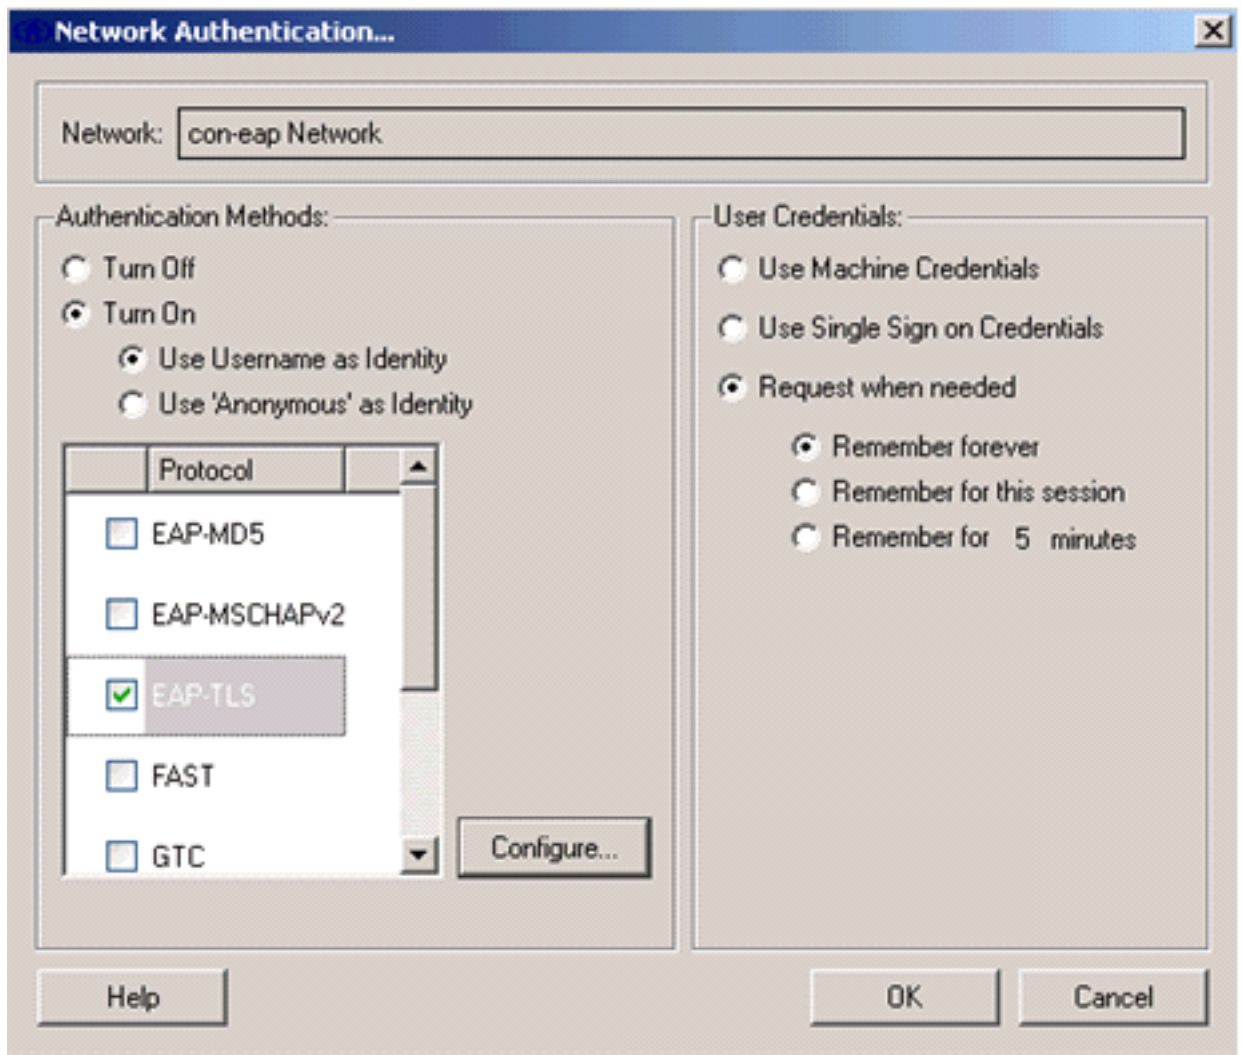 Network Authentication...
Network: con-eap Network
Authentication Methods:
Turn Off
Turn On
Use Username as Identity
Use 'Anonymous' as Identity
Protocol
EAP-MD5
EAP-MSCHAPv2
EAP-TLS
FAST
GTC
Configure...
User Credentials:
Use Machine Credentials
Use Single Sign on Credentials
Request when needed
Remember forever
Remember for this session
Remember for 5 minutes
Help
OK
Cancel